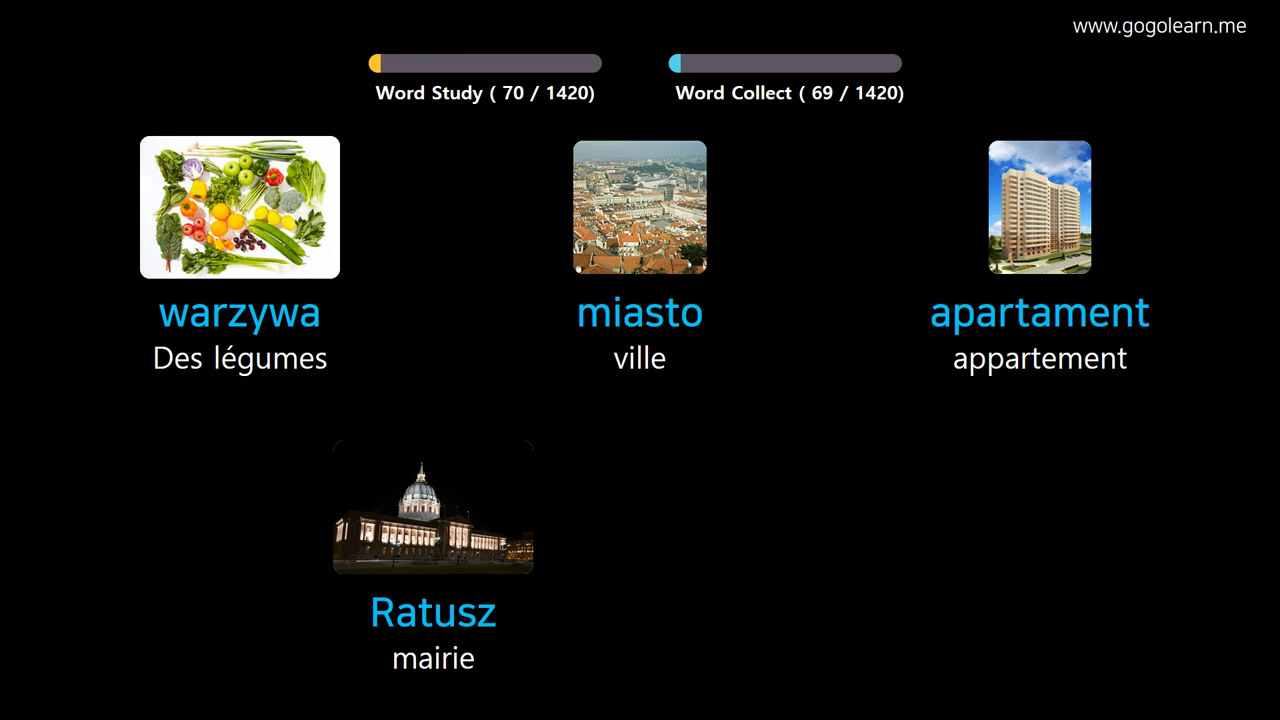 www.gogolearn.me
Word Study ( 70 / 1420)
Word Collect ( 69 / 1420)
warzywa
Des légumes
miasto
ville
apartament
appartement
Ratusz
mairie